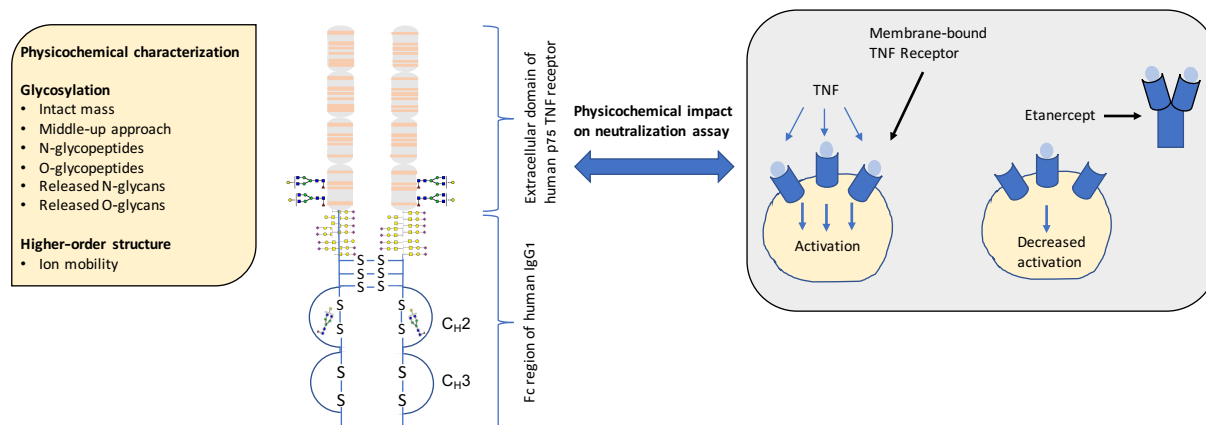 Physicochemical characterization
Glycosylation
• Intact mass
• Middle-up approach
• N-glycopeptides
• O-glycopeptides
• Released N-glycans
• Released O-glycans
Higher–order structure
• Ion mobility
S S
S S
S S
S S
S S
S S
S S
C_H2
C_H3
Extracellular domain of
human p75 TNF receptor
Fc region of human IgG1
Physicochemical impact
on neutralization assay
Membrane-bound
TNF Receptor
TNF
Activation
Etanercept
Decreased
activation